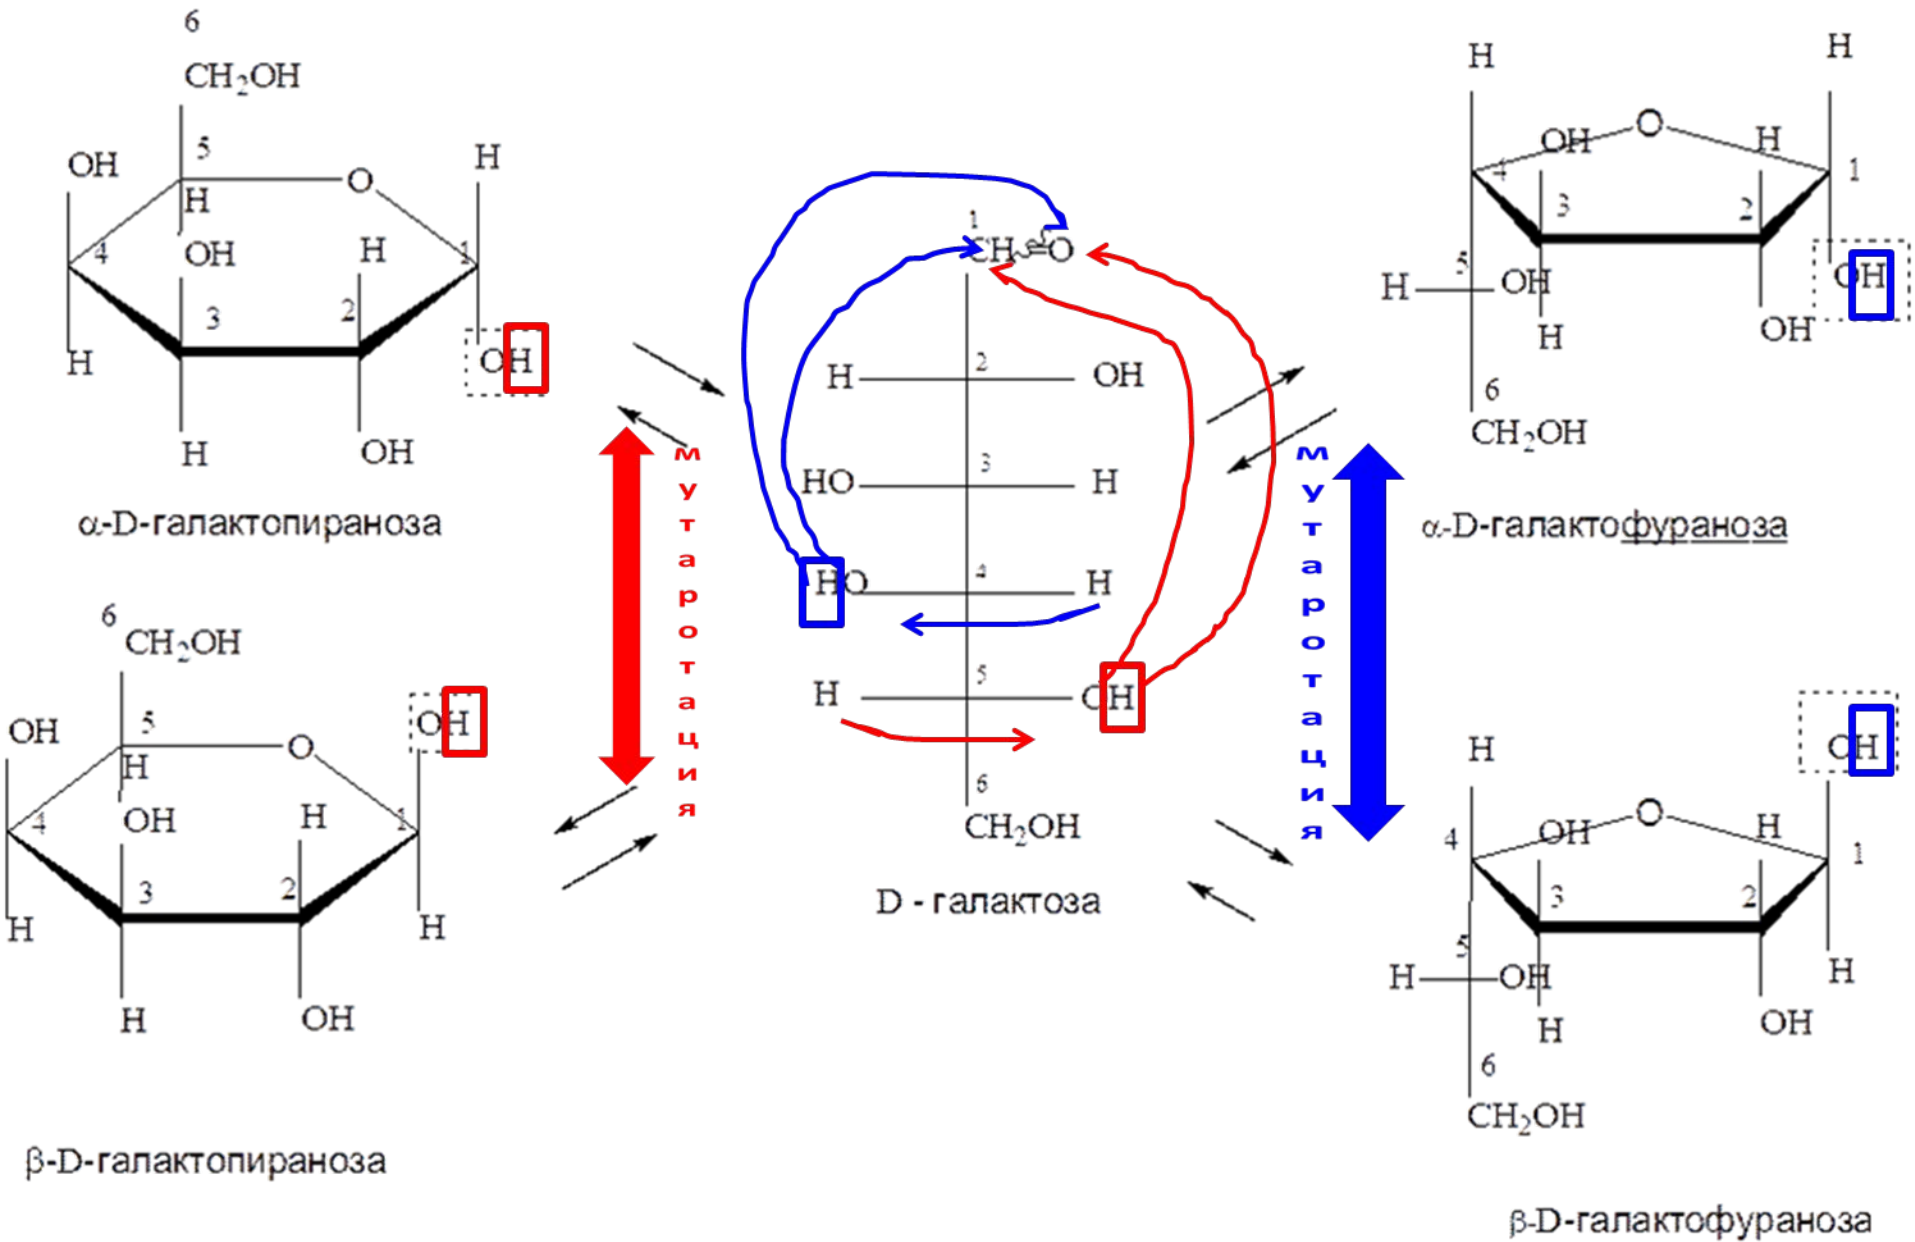 6
CH₂OH
5
OH
H
O
H
4
OH
H
1
3
2
H
OH
H
OH
α-D-галактопираноза
6
CH₂OH
5
OH
H
O
OH
4
OH
H
1
3
2
H
H
H
OH
β-D-галактопираноза
мутаротация
1
CH=O
H 2 OH
HO 3 H
HO 4 H
H 5 OH
6
CH₂OH
D - галактоза
мутаротация
H
H
OH
O
H
4
1
3
2
5
H
OH
OH
H
OH
6
CH₂OH
α-D-галактофураноза
H
OH
4
OH
O
H
1
3
2
5
H
OH
H
H
OH
6
CH₂OH
β-D-галактофураноза